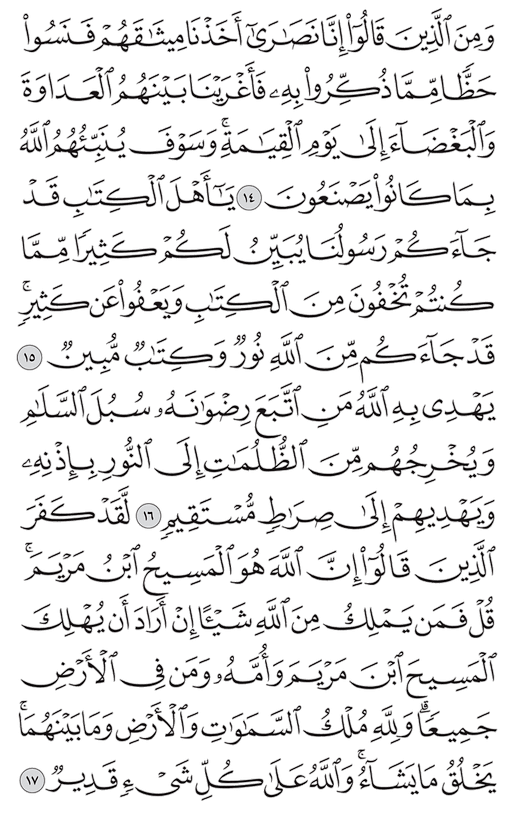 وَمِنَ ٱلَّذِينَ قَالُوٓا۟ إِنَّا نَصَـٰرَىٰٓ أَخَذْنَا مِيثَـٰقَهُمْ فَنَسُوا۟
حَظًّا مِّمَّا ذُكِّرُوا۟ بِهِۦ فَأَغْرَيْنَا بَيْنَهُمُ ٱلْعَدَاوَةَ
وَٱلْبَغْضَآءَ إِلَىٰ يَوْمِ ٱلْقِيَـٰمَةِ ۚ وَسَوْفَ يُنَبِّئُهُمُ ٱللَّهُ
بِمَا كَانُوا۟ يَصْنَعُونَ ١٤ يَـٰٓأَهْلَ ٱلْكِتَـٰبِ قَدْ
جَآءَكُمْ رَسُولُنَا يُبَيِّنُ لَكُمْ كَثِيرًا مِّمَّا
كُنتُمْ تُخْفُونَ مِنَ ٱلْكِتَـٰبِ وَيَعْفُوا۟ عَن كَثِيرٍ ۚ
قَدْ جَآءَكُم مِّنَ ٱللَّهِ نُورٌ وَكِتَـٰبٌ مُّبِينٌ ١٥
يَهْدِى بِهِ ٱللَّهُ مَنِ ٱتَّبَعَ رِضْوَٰنَهُۥ سُبُلَ ٱلسَّلَـٰمِ
وَيُخْرِجُهُم مِّنَ ٱلظُّلُمَـٰتِ إِلَى ٱلنُّورِ بِإِذْنِهِۦ
وَيَهْدِيهِمْ إِلَىٰ صِرَٰطٍ مُّسْتَقِيمٍ ١٦ لَّقَدْ كَفَرَ
ٱلَّذِينَ قَالُوٓا۟ إِنَّ ٱللَّهَ هُوَ ٱلْمَسِيحُ ٱبْنُ مَرْيَمَ ۚ
قُلْ فَمَن يَمْلِكُ مِنَ ٱللَّهِ شَيْـًٔا إِنْ أَرَادَ أَن يُهْلِكَ
ٱلْمَسِيحَ ٱبْنَ مَرْيَمَ وَأُمَّهُۥ وَمَن فِى ٱلْأَرْضِ
جَمِيعًا ۗ وَلِلَّهِ مُلْكُ ٱلسَّمَـٰوَٰتِ وَٱلْأَرْضِ وَمَا بَيْنَهُمَا ۚ
يَخْلُقُ مَا يَشَآءُ ۚ وَٱللَّهُ عَلَىٰ كُلِّ شَىْءٍ قَدِيرٌ ١٧